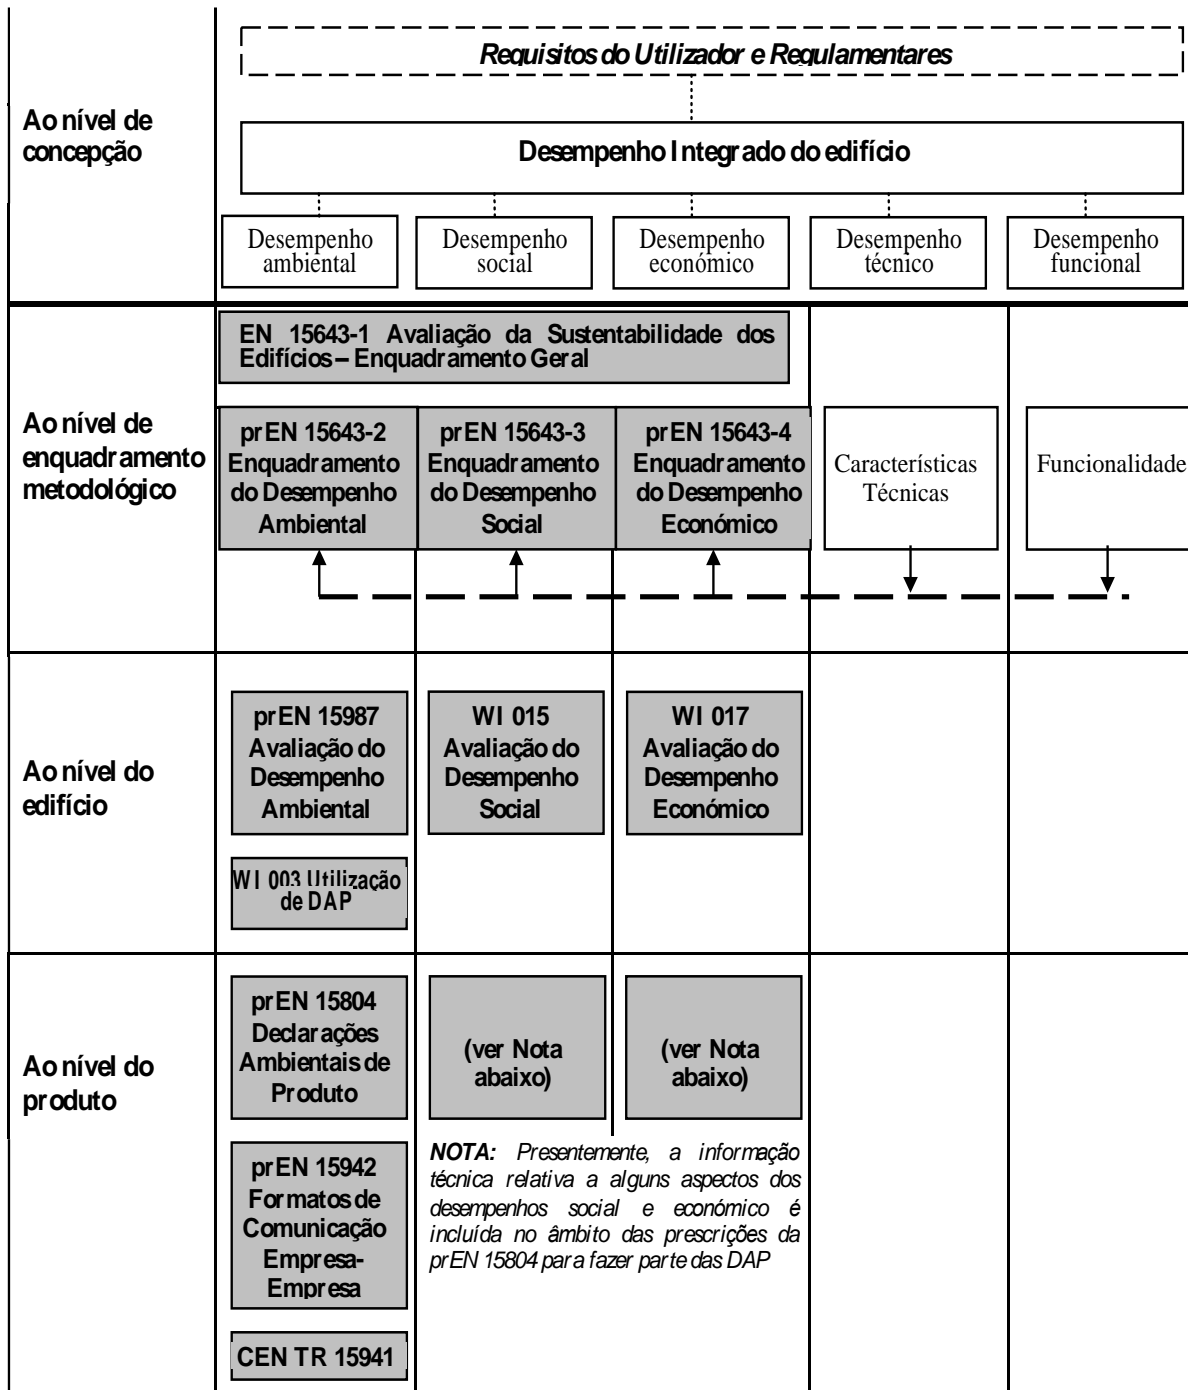 Requisitos do Utilizador e Regulamentares
Ao nível de
concepção
Desempenho Integrado do edifício
Desempenho
ambiental
Desempenho
social
Desempenho
económico
Desempenho
técnico
Desempenho
funcional
EN 15643-1 Avaliação da Sustentabilidade dos
Edifícios – Enquadramento Geral
Ao nível de
enquadramento
metodológico
prEN 15643-2
Enquadramento
do Desempenho
Ambiental
prEN 15643-3
Enquadramento
do Desempenho
Social
prEN 15643-4
Enquadramento
do Desempenho
Económico
Características
Técnicas
Funcionalidade
Ao nível do
edifício
prEN 15987
Avaliação do
Desempenho
Ambiental
WI 015
Avaliação do
Desempenho
Social
WI 017
Avaliação do
Desempenho
Económico
WI 003 Utilização
de DAP
Ao nível do
produto
prEN 15804
Declarações
Ambientais de
Produto
(ver Nota
abaixo)
(ver Nota
abaixo)
prEN 15942
Formatos de
Comunicação
Empresa-
Empresa
NOTA: Presentemente, a informação
técnica relativa a alguns aspectos dos
desempenhos social e económico é
incluída no âmbito das prescrições da
prEN 15804 para fazer parte das DAP
CEN TR 15941